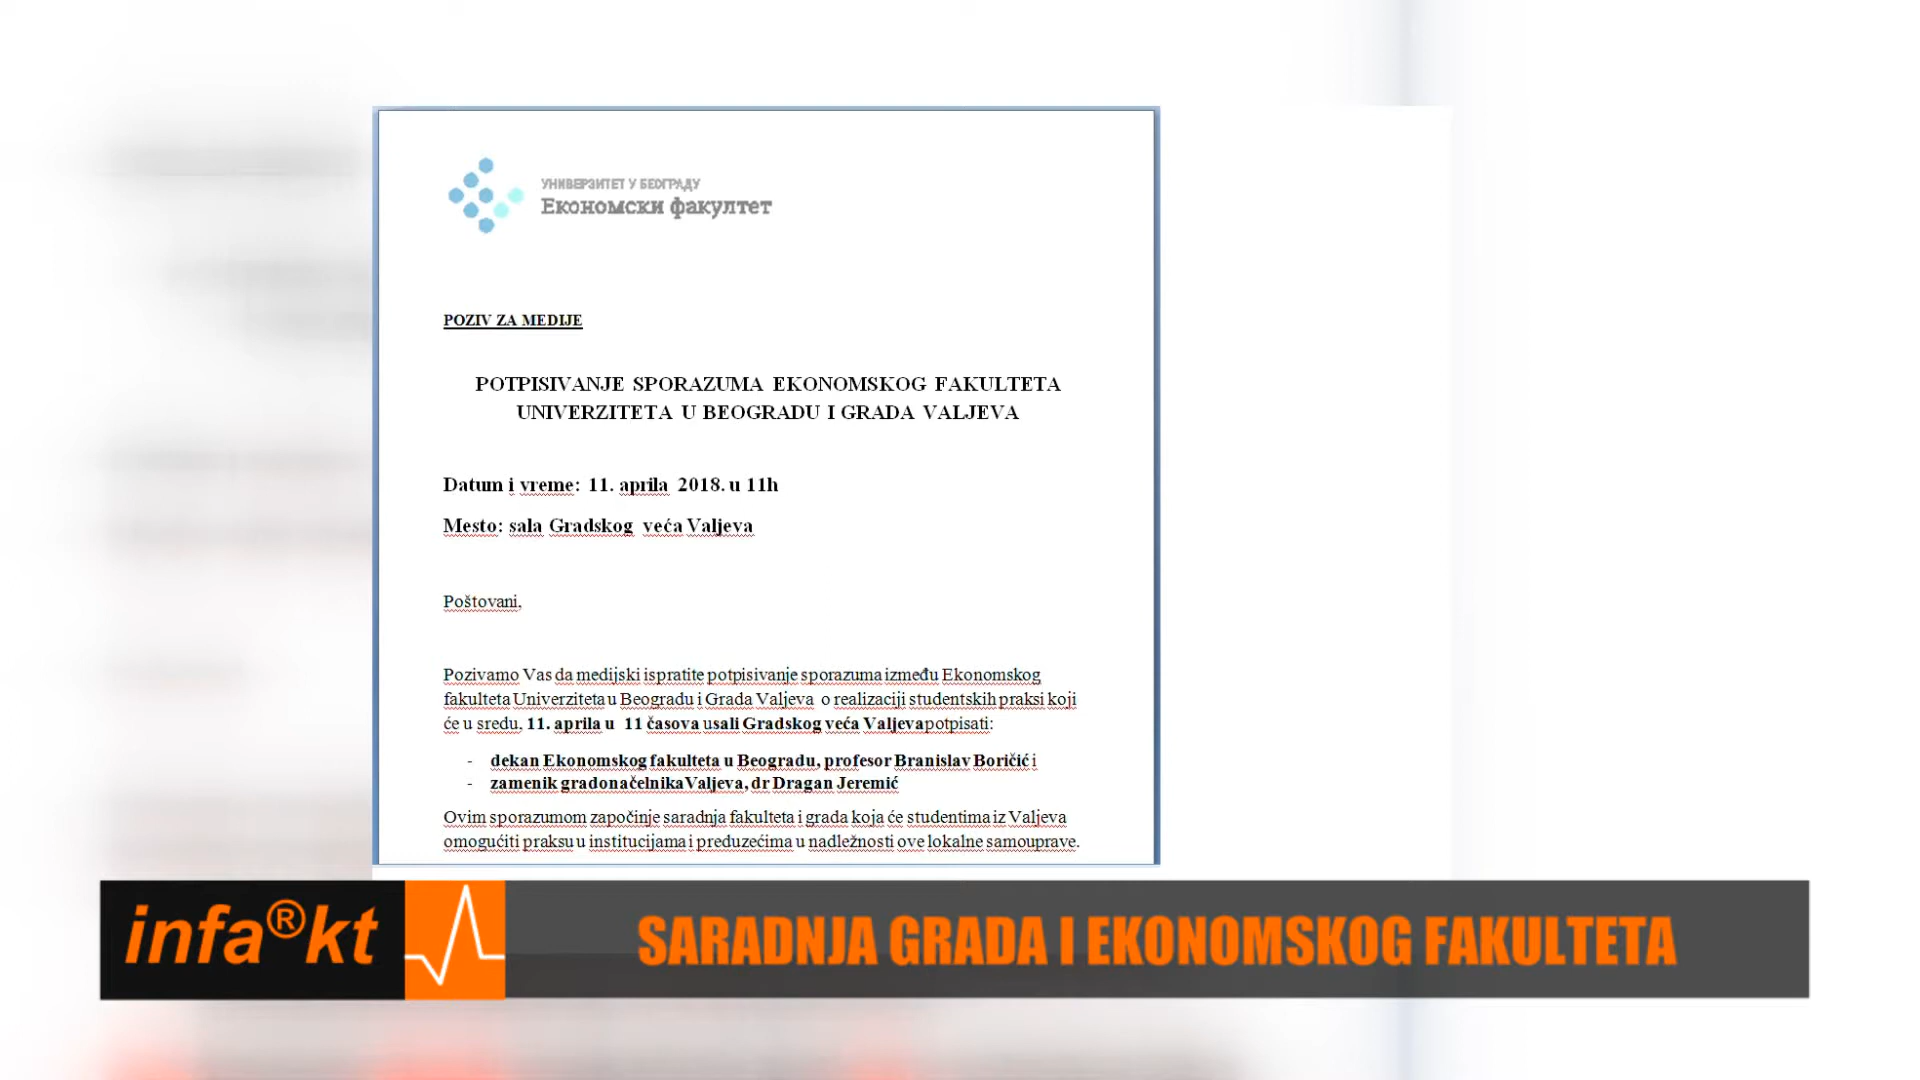 УНИВЕРЗИТЕТ У БЕОГРАДУ
Економски факултет
POZIV ZA MEDIJE
POTPISIVANJE SPORAZUMA EKONOMSKOG FAKULTETA
UNIVERZITETA U BEOGRADU I GRADA VALJEVA
Datum i vreme: 11. aprila 2018. u 11h
Mesto: sala Gradskog veća Valjeva
Poštovani,
Pozivamo Vas da medijski ispratite potpisivanje sporazuma između Ekonomskog
fakulteta Univerziteta u Beogradu i Grada Valjeva o realizaciji studentskih praksi koji
će u sredu, 11. aprila u 11 časova u sali Gradskog veća Valjeva potpisati:
- dekan Ekonomskog fakulteta u Beogradu, profesor Branislav Boričić i
- zamenik gradonačelnika Valjeva, dr Dragan Jeremić
Ovim sporazumom započinje saradnja fakulteta i grada koja će studentima iz Valjeva
omogućiti praksu u institucijama i preduzećima u nadležnosti ove lokalne samouprave.
infa®kt
SARADNJA GRADA I EKONOMSKOG FAKULTETA